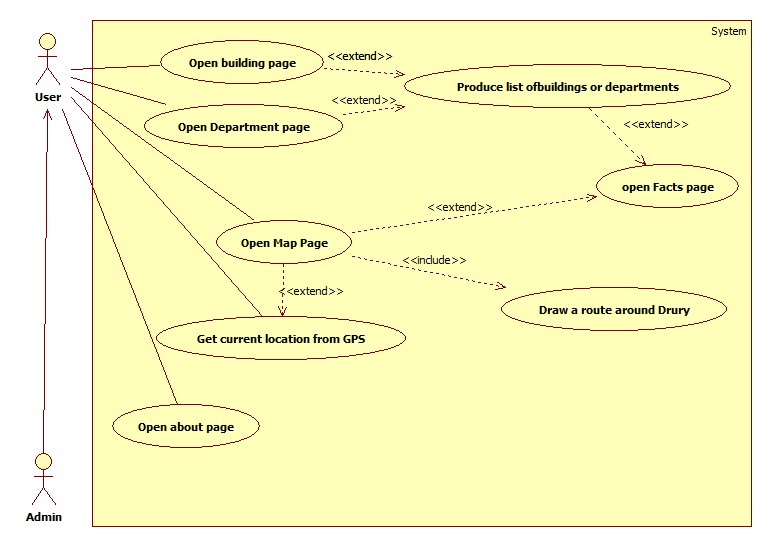 System
Open building page
<<extend>>
Produce list ofbuildings or departments
User
<<extend>>
Open Department page
<<extend>>
open Facts page
<<extend>>
Open Map Page
<<include>>
<<extend>>
Draw a route around Drury
Get current location from GPS
Open about page
Admin